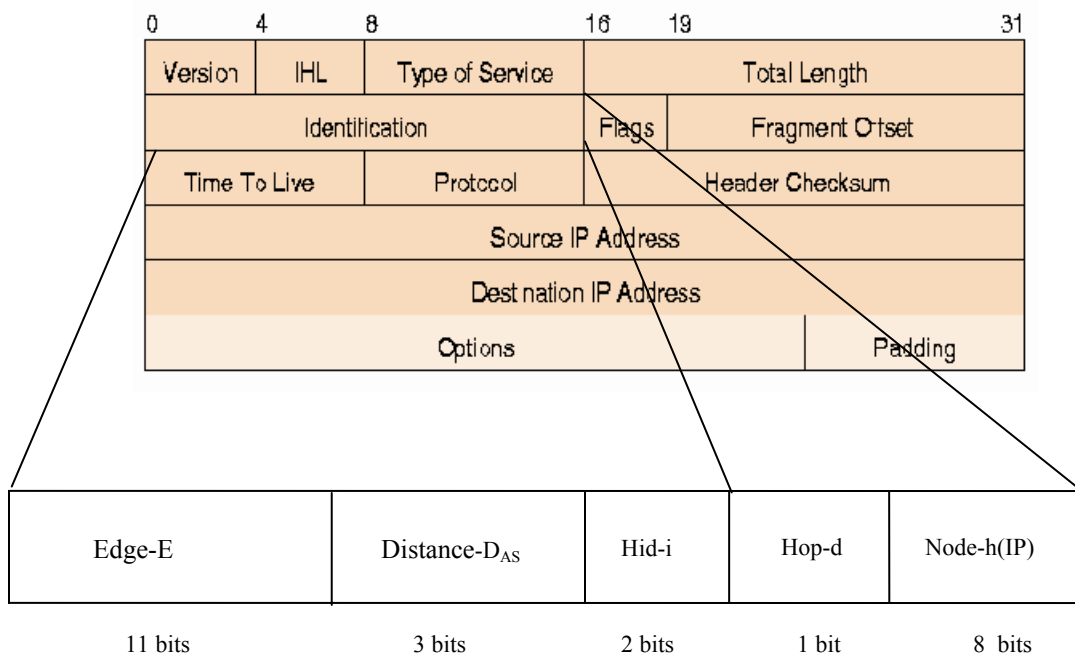 0 4 8 16 19 31
Version IHL Type of Service Total Length
Identification Flags Fragment Offset
Time To Live Protocol Header Checksum
Source IP Address
Destination IP Address
Options Padding
Edge-E Distance-D_AS Hid-i Hop-d Node-h(IP)
11 bits 3 bits 2 bits 1 bit 8 bits